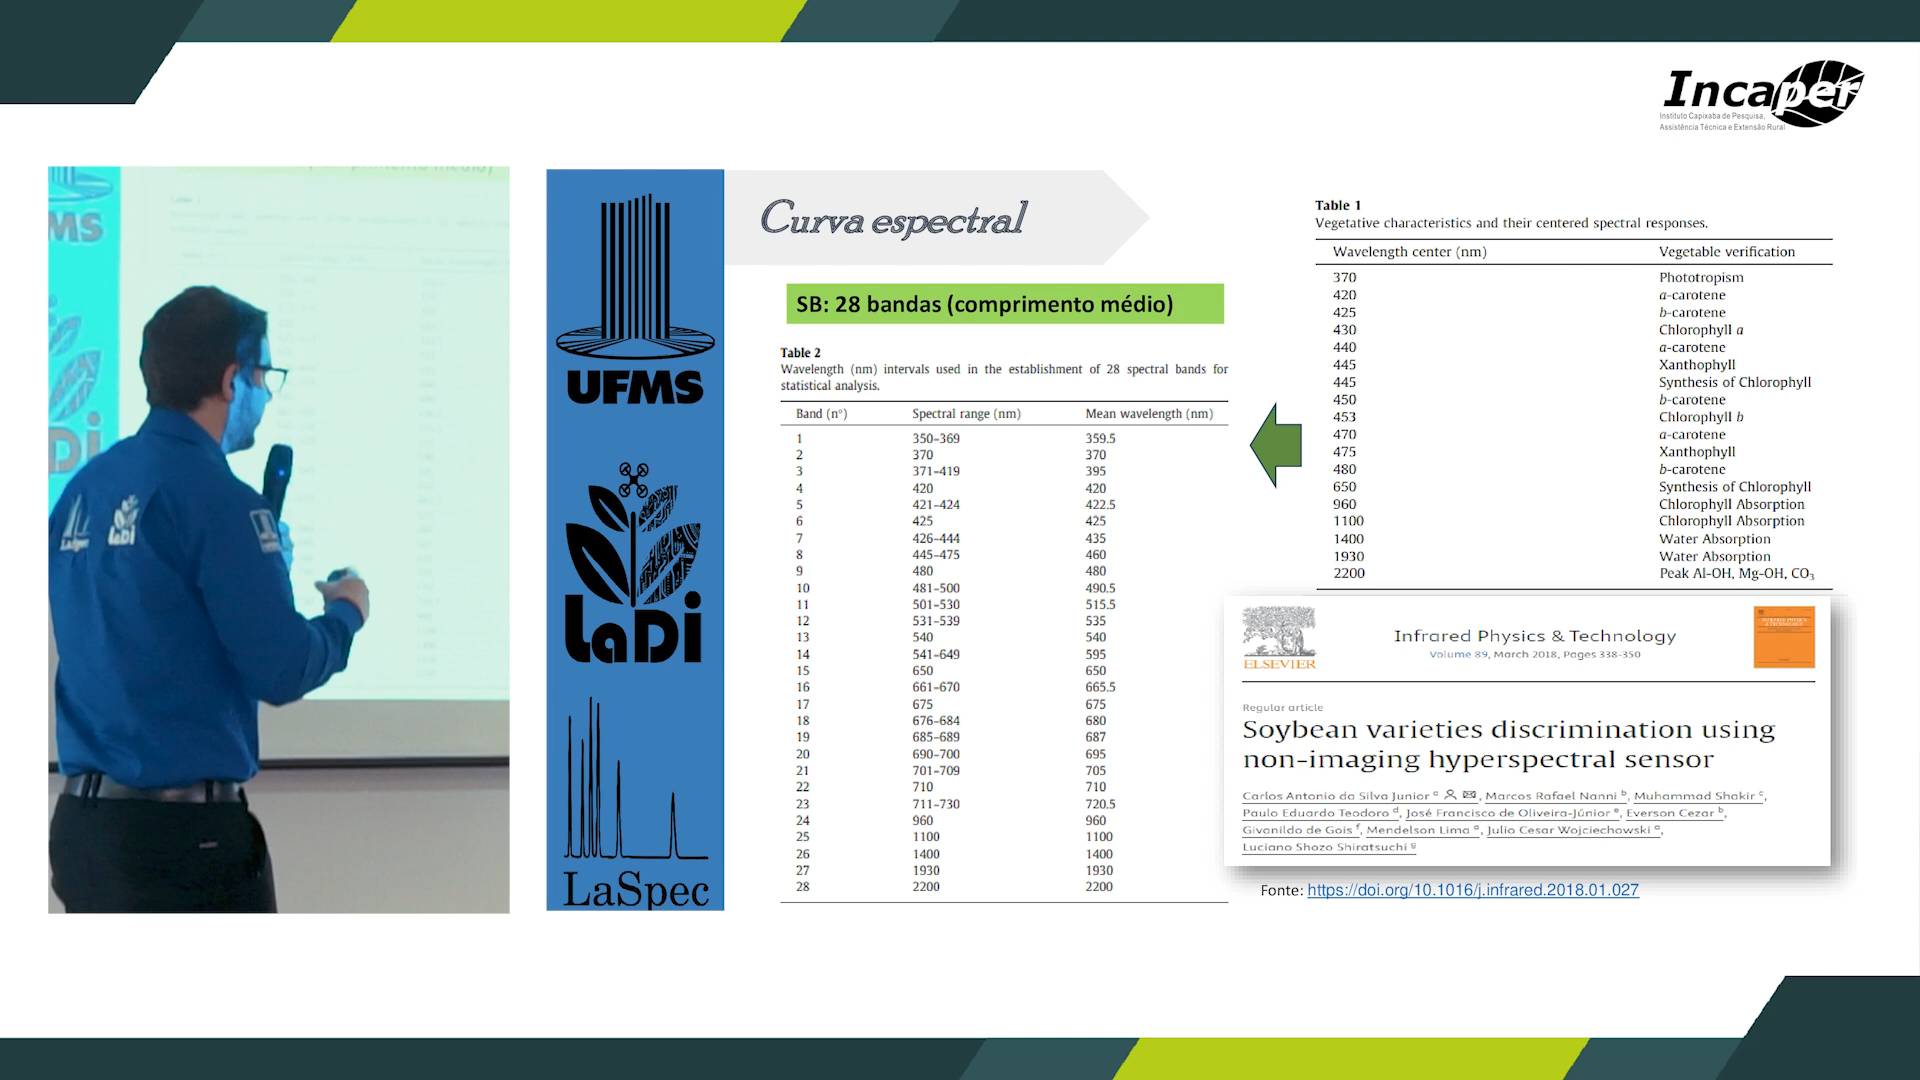 Incaper
Instituto Capixaba de Pesquisa,
Assistência Técnica e Extensão Rural
UFMS
LaDi
LaSpec
Curva espectral
SB: 28 bandas (comprimento médio)
Table 2
Wavelength (nm) intervals used in the establishment of 28 spectral bands for
statistical analysis.
Band (n°) Spectral range (nm) Mean wavelength (nm)
1 350–369 359.5
2 370 370
3 371–419 395
4 420 420
5 421–424 422.5
6 425 425
7 426–444 435
8 445–475 460
9 480 480
10 481–500 490.5
11 501–530 515.5
12 531–539 535
13 540 540
14 541–649 595
15 650 650
16 661–670 665.5
17 675 675
18 676–684 680
19 685–689 687
20 690–700 695
21 701–709 705
22 710 710
23 711–730 720.5
24 960 960
25 1100 1100
26 1400 1400
27 1930 1930
28 2200 2200
Table 1
Vegetative characteristics and their centered spectral responses.
Wavelength center (nm) Vegetable verification
370 Phototropism
420 a-carotene
425 b-carotene
430 Chlorophyll a
440 a-carotene
445 Xanthophyll
445 Synthesis of Chlorophyll
450 b-carotene
453 Chlorophyll b
470 a-carotene
475 Xanthophyll
480 b-carotene
650 Synthesis of Chlorophyll
960 Chlorophyll Absorption
1100 Chlorophyll Absorption
1400 Water Absorption
1930 Water Absorption
2200 Peak Al-OH, Mg-OH, CO3
ELSEVIER
Infrared Physics & Technology
Volume 89, March 2018, Pages 338-350
Regular article
Soybean varieties discrimination using
non-imaging hyperspectral sensor
Carlos Antonio da Silva Junior a, Marcos Rafael Nanni b, Muhammad Shakir c,
Paulo Eduardo Teodoro d, José Francisco de Oliveira-Júnior e, Everson Cezar b,
Givanildo de Gois f, Mendelson Lima a, Julio Cesar Wojciechowski a,
Luciano Shozo Shiratsuchi g
Fonte: https://doi.org/10.1016/j.infrared.2018.01.027